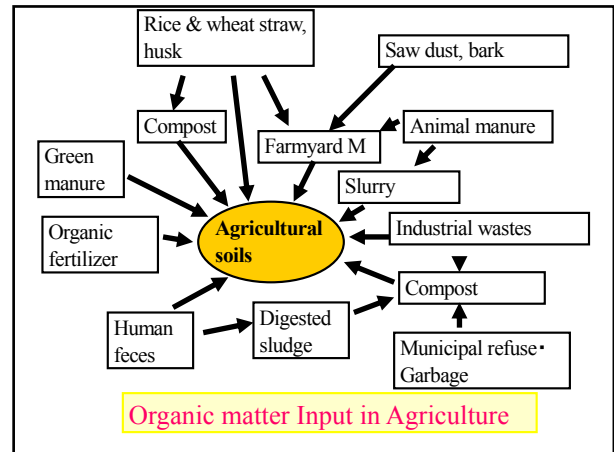 Rice & wheat straw,
husk
Saw dust, bark
Compost
Farmyard M
Animal manure
Green
manure
Slurry
Organic
fertilizer
Agricultural
soils
Industrial wastes
Compost
Human
feces
Digested
sludge
Municipal refuse・
Garbage
Organic matter Input in Agriculture